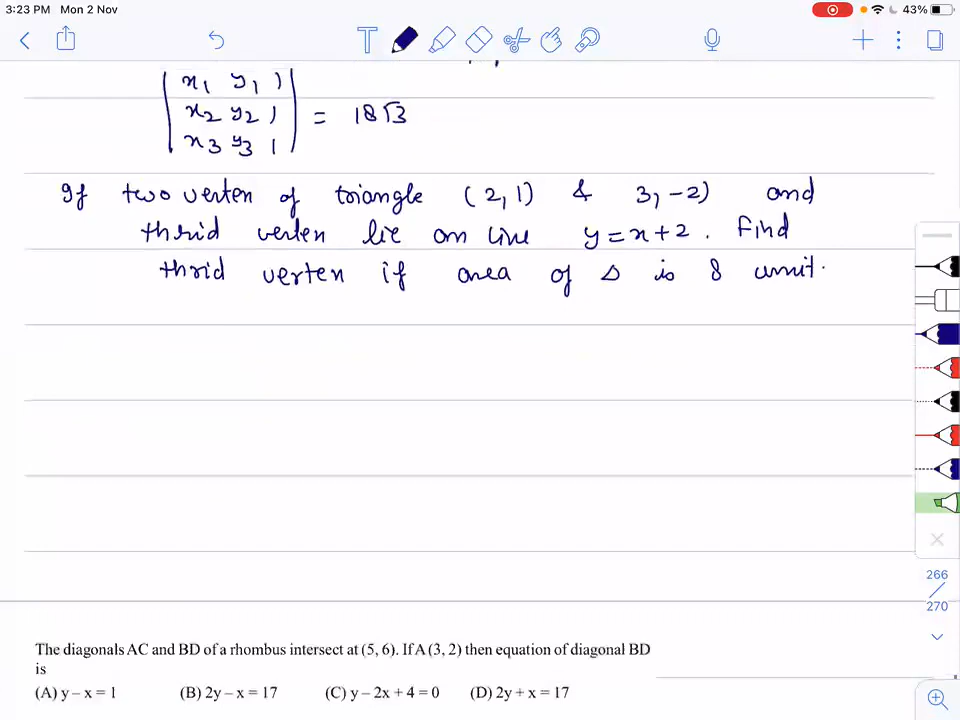 3:23 PM Mon 2 Nov
43%
T
x1 y1 1
x2 y2 1 = 18√3
x3 y3 1
If two verten of triangle (2, 1) & 3, -2) and
thrid verten lie on line y = x + 2 . Find
thrid verten if area of Δ is 8 unit.
266
270
The diagonals AC and BD of a rhombus intersect at (5, 6). If A (3, 2) then equation of diagonal BD
is
(A) y – x = 1 (B) 2y – x = 17 (C) y – 2x + 4 = 0 (D) 2y + x = 17